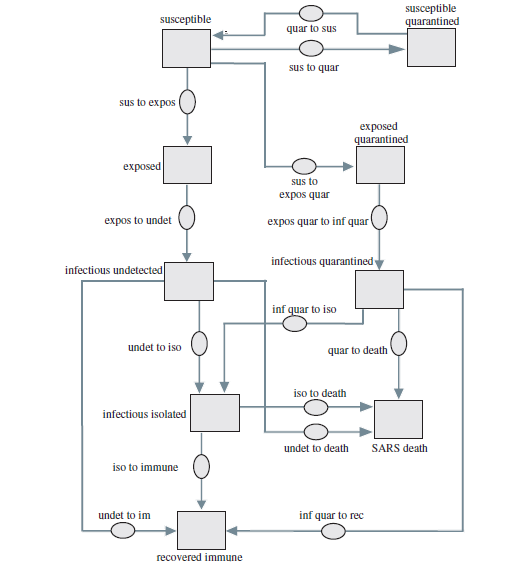 susceptible
susceptible
quarantined
quar to sus
sus to quar
sus to expos
exposed
quarantined
exposed
sus to
expos quar
expos to undet
expos quar to inf quar
infectious undetected
infectious quarantined
inf quar to iso
undet to iso
quar to death
iso to death
infectious isolated
undet to death
SARS death
iso to immune
undet to im
inf quar to rec
recovered immune